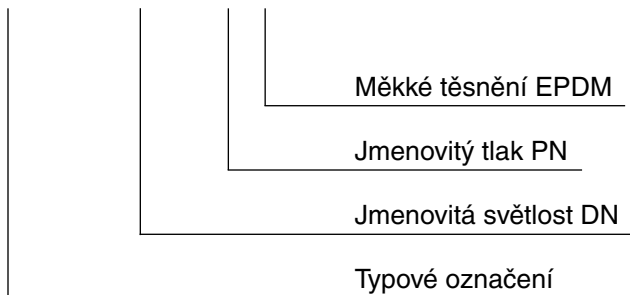 Měkké těsnění EPDM
Jmenovitý tlak PN
Jmenovitá světlost DN
Typové označení